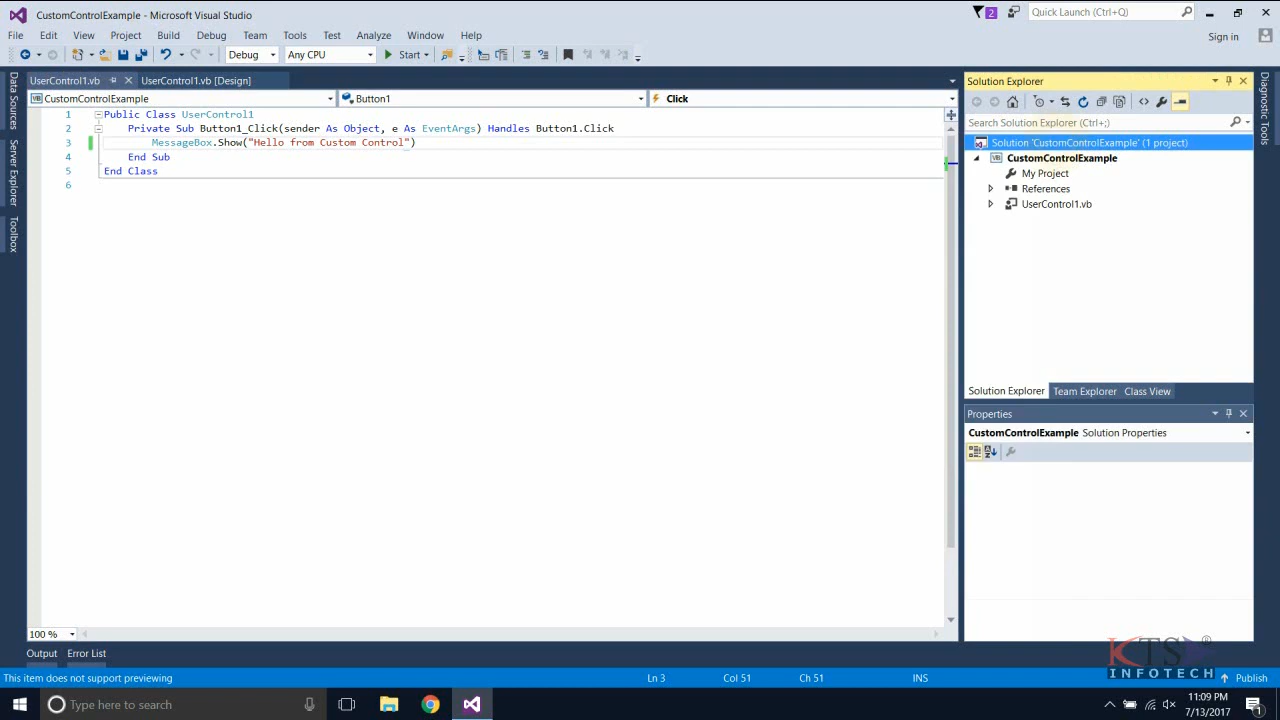 CustomControlExample - Microsoft Visual Studio
2
Quick Launch (Ctrl+Q)
File Edit View Project Build Debug Team Tools Test Analyze Window Help
Sign in
Debug Any CPU Start
Data Sources
Server Explorer
Toolbox
UserControl1.vb UserControl1.vb [Design]
CustomControlExample Button1 Click
1 Public Class UserControl1
2 Private Sub Button1_Click(sender As Object, e As EventArgs) Handles Button1.Click
3 MessageBox.Show("Hello from Custom Control")
4 End Sub
5 End Class
6
100 %
Solution Explorer
Search Solution Explorer (Ctrl+;)
Solution 'CustomControlExample' (1 project)
VB CustomControlExample
My Project
References
UserControl1.vb
Solution Explorer Team Explorer Class View
Properties
CustomControlExample Solution Properties
Diagnostic Tools
Output Error List
KTS ®
INFOTECH
This item does not support previewing Ln 3 Col 51 Ch 51 INS Publish
Type here to search
11:09 PM
7/13/2017
1